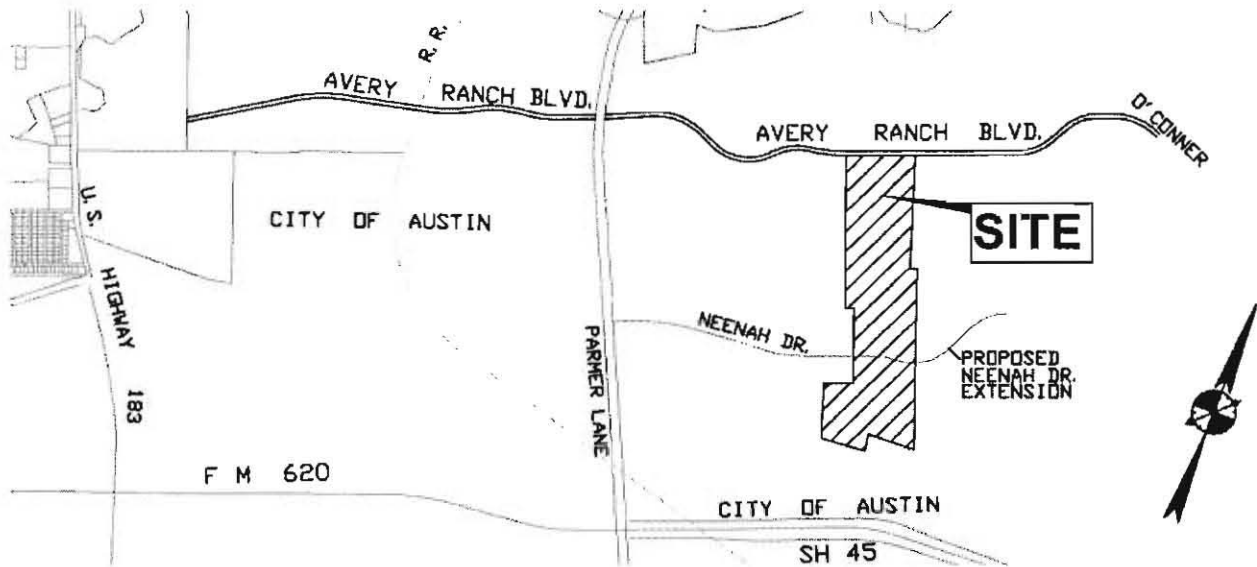 R. R.
AVERY RANCH BLVD.
AVERY RANCH BLVD.
O'CONNER
U. S.
HIGHWAY
183
CITY OF AUSTIN
SITE
PARMER LANE
NEENAH DR.
PROPOSED
NEENAH DR.
EXTENSION
F M 620
CITY OF AUSTIN
SH 45